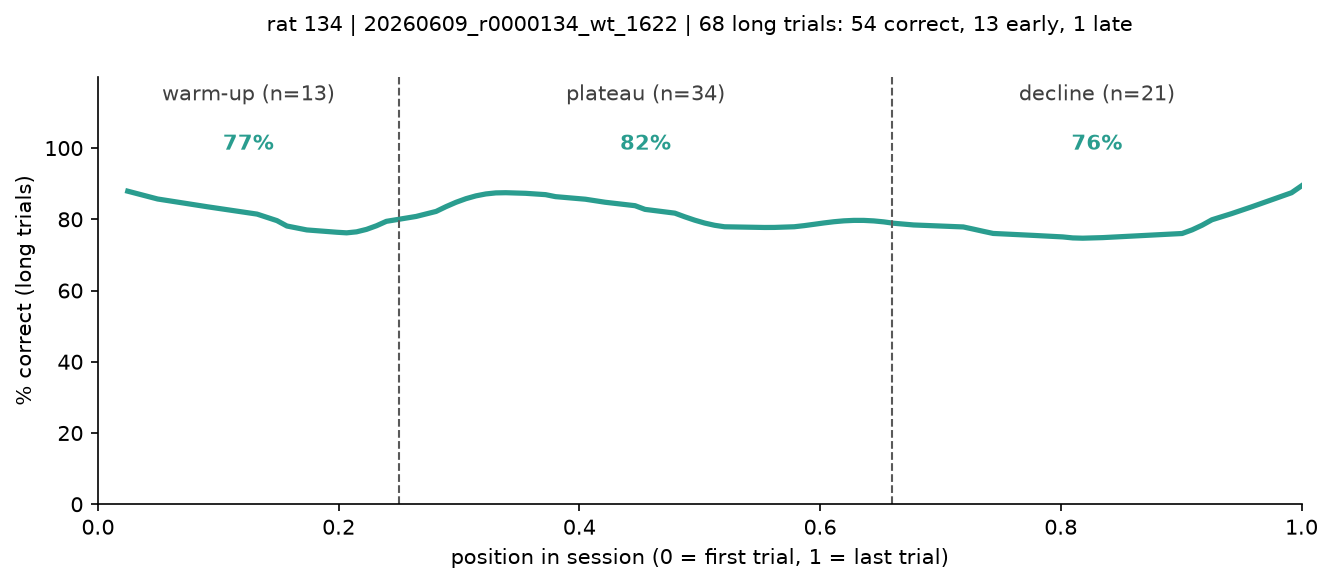 rat 134 | 20260609_r0000134_wt_1622 | 68 long trials: 54 correct, 13 early, 1 late
warm-up (n=13)
plateau (n=34)
decline (n=21)
77%
82%
76%
% correct (long trials)
100
80
60
40
20
0
0.0
0.2
0.4
0.6
0.8
1.0
position in session (0 = first trial, 1 = last trial)